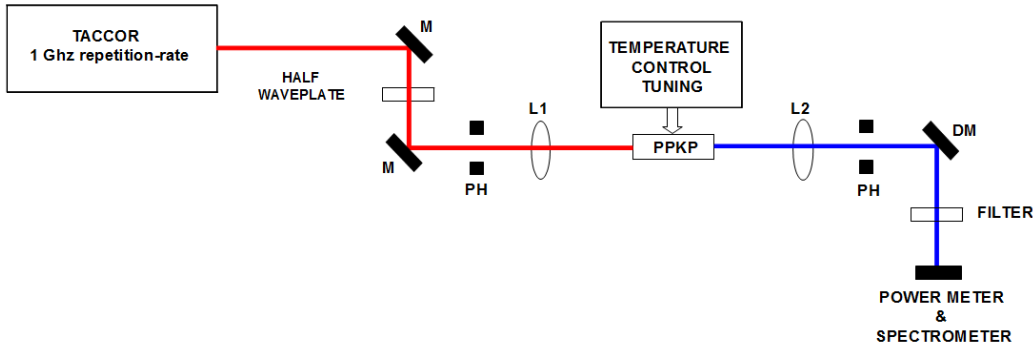 TACCOR
1 Ghz repetition-rate
M
HALF
WAVEPLATE
M
PH
L1
TEMPERATURE
CONTROL
TUNING
PPKP
L2
PH
DM
FILTER
POWER METER
&
SPECTROMETER